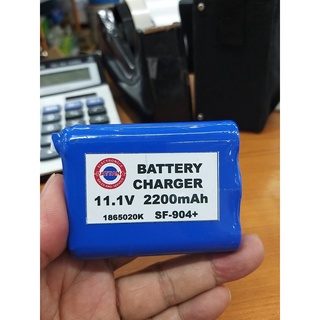 BATTERY
CHARGER
11.1V 2200mAh
1865020K SF-904+